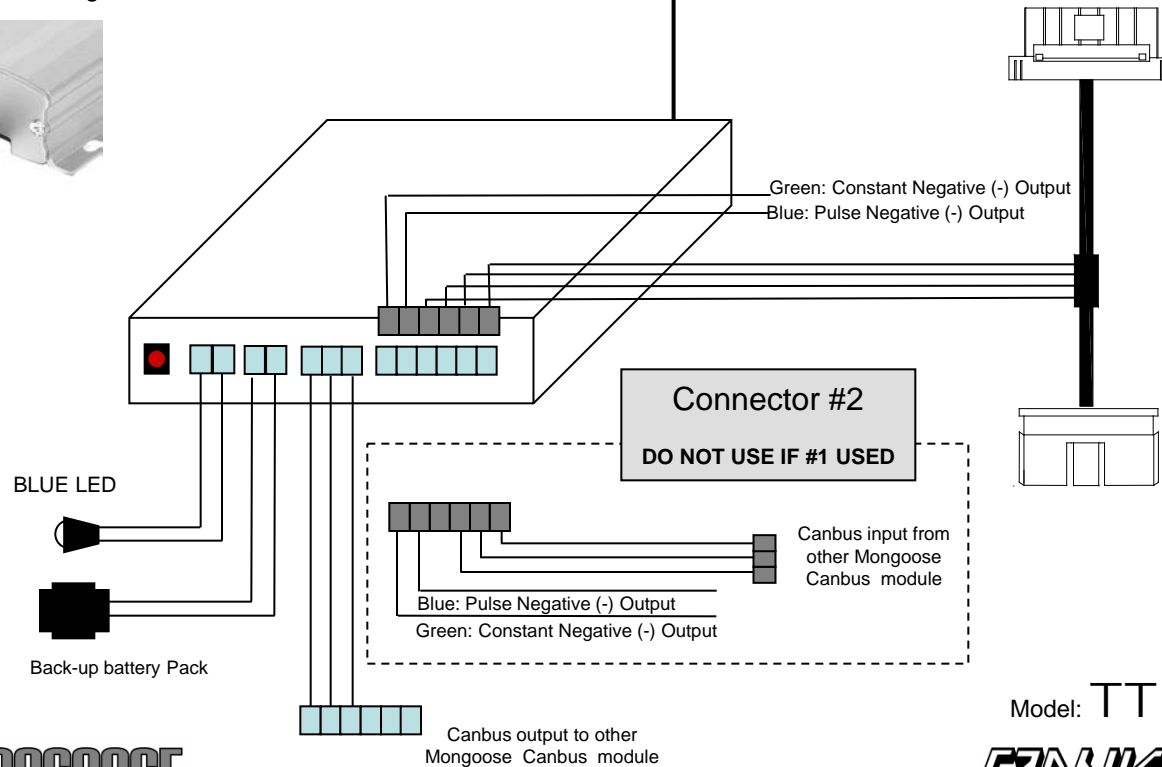 Green: Constant Negative (-) Output
Blue: Pulse Negative (-) Output
Connector #2
DO NOT USE IF #1 USED
BLUE LED
Canbus input from
other Mongoose
Canbus module
Blue: Pulse Negative (-) Output
Green: Constant Negative (-) Output
Back-up battery Pack
Model: TT
Canbus output to other
Mongoose Canbus module